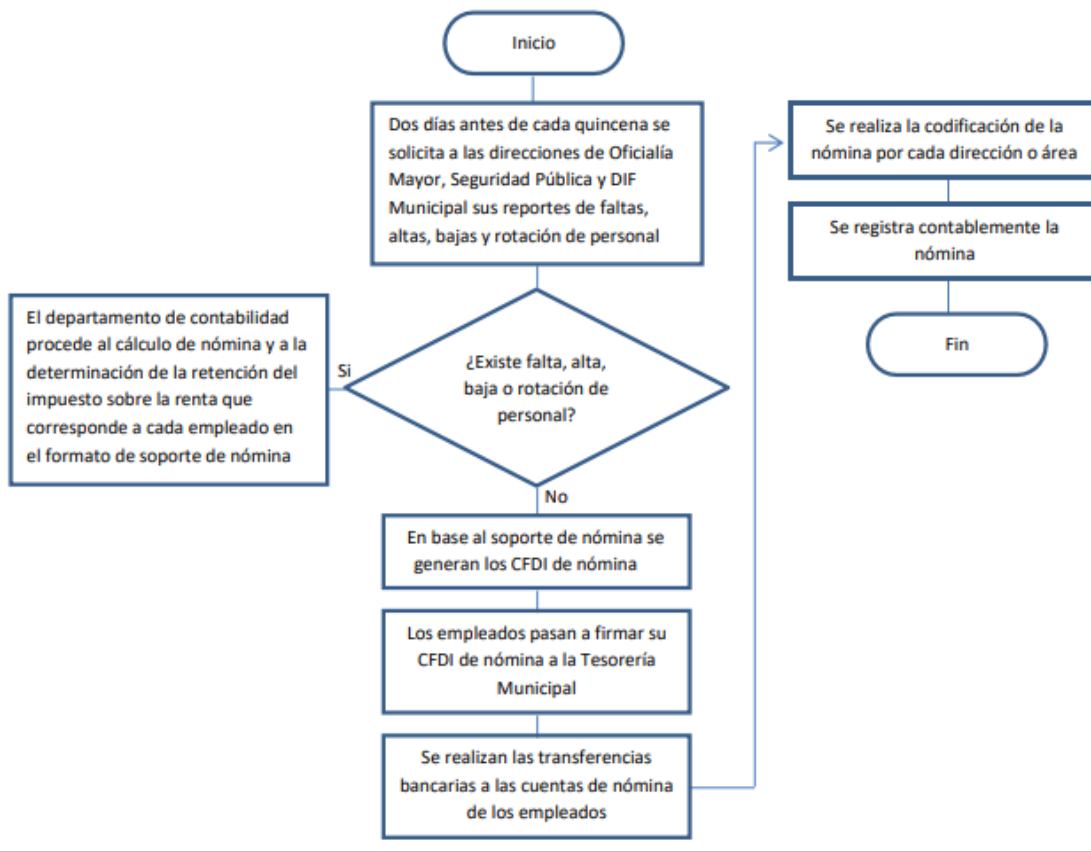 Inicio
Dos días antes de cada quincena se
solicita a las direcciones de Oficialía
Mayor, Seguridad Pública y DIF
Municipal sus reportes de faltas,
altas, bajas y rotación de personal
¿Existe falta, alta,
baja o rotación de
personal?
Si
El departamento de contabilidad
procede al cálculo de nómina y a la
determinación de la retención del
impuesto sobre la renta que
corresponde a cada empleado en
el formato de soporte de nómina
No
En base al soporte de nómina se
generan los CFDI de nómina
Los empleados pasan a firmar su
CFDI de nómina a la Tesorería
Municipal
Se realizan las transferencias
bancarias a las cuentas de nómina
de los empleados
Se realiza la codificación de la
nómina por cada dirección o área
Se registra contablemente la
nómina
Fin